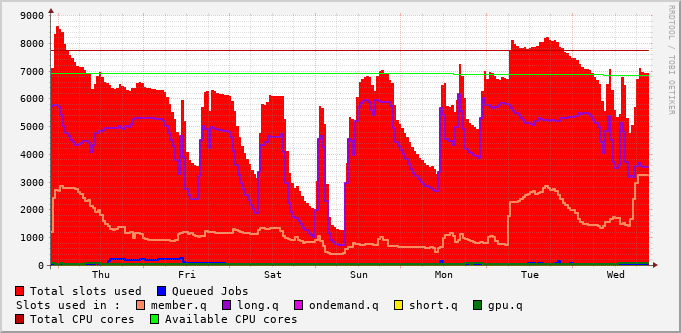 9000
8000
7000
6000
5000
4000
3000
2000
1000
0
Thu Fri Sat Sun Mon Tue Wed
RRDTOOL / TOBI OETIKER
Total slots used Queued Jobs
Slots used in : member.q long.q ondemand.q short.q gpu.q
Total CPU cores Available CPU cores